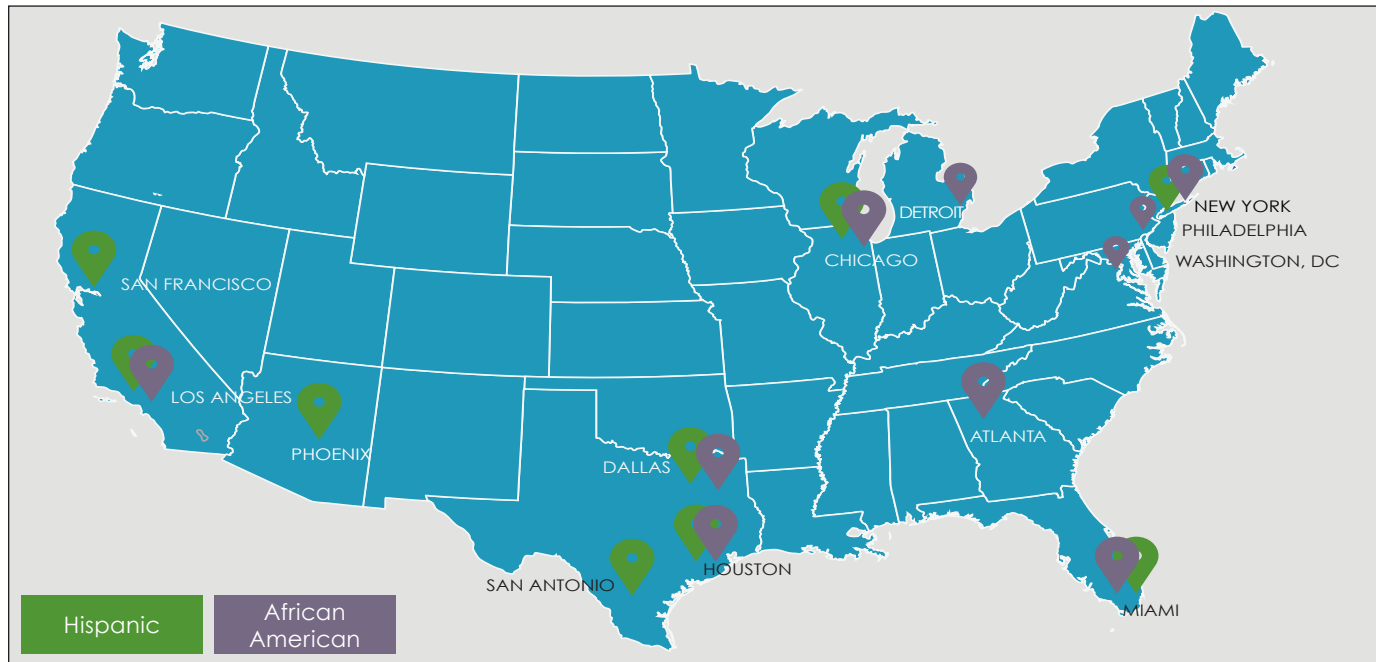 NEW YORK
DETROIT
PHILADELPHIA
CHICAGO
WASHINGTON, DC
SAN FRANCISCO
LOS ANGELES
ATLANTA
PHOENIX
DALLAS
HOUSTON
SAN ANTONIO
MIAMI
Hispanic
African
American